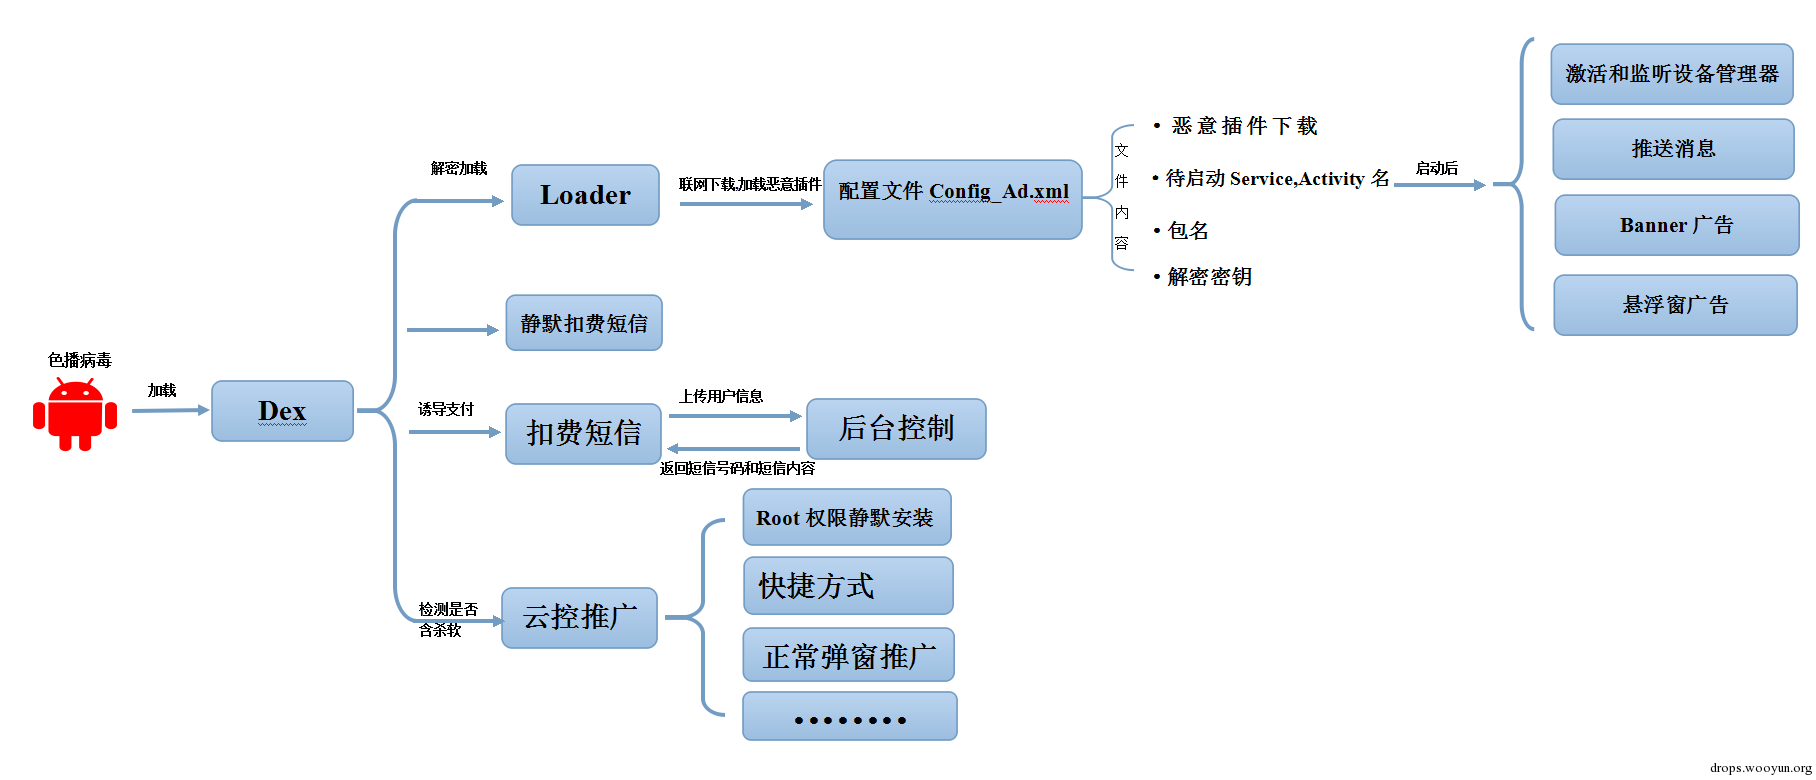 色播病毒
加载
Dex
解密加载
Loader
联网下载,加载恶意插件
配置文件 Config_Ad.xml
文
件
内
容
• 恶意插件下载
• 待启动 Service,Activity 名
• 包名
• 解密密钥
启动后
激活和监听设备管理器
推送消息
Banner 广告
悬浮窗广告
静默扣费短信
诱导支付
扣费短信
上传用户信息
返回短信号码和短信内容
后台控制
检测是否
含杀软
云控推广
Root 权限静默安装
快捷方式
正常弹窗推广
••••••••
drops.wooyun.org